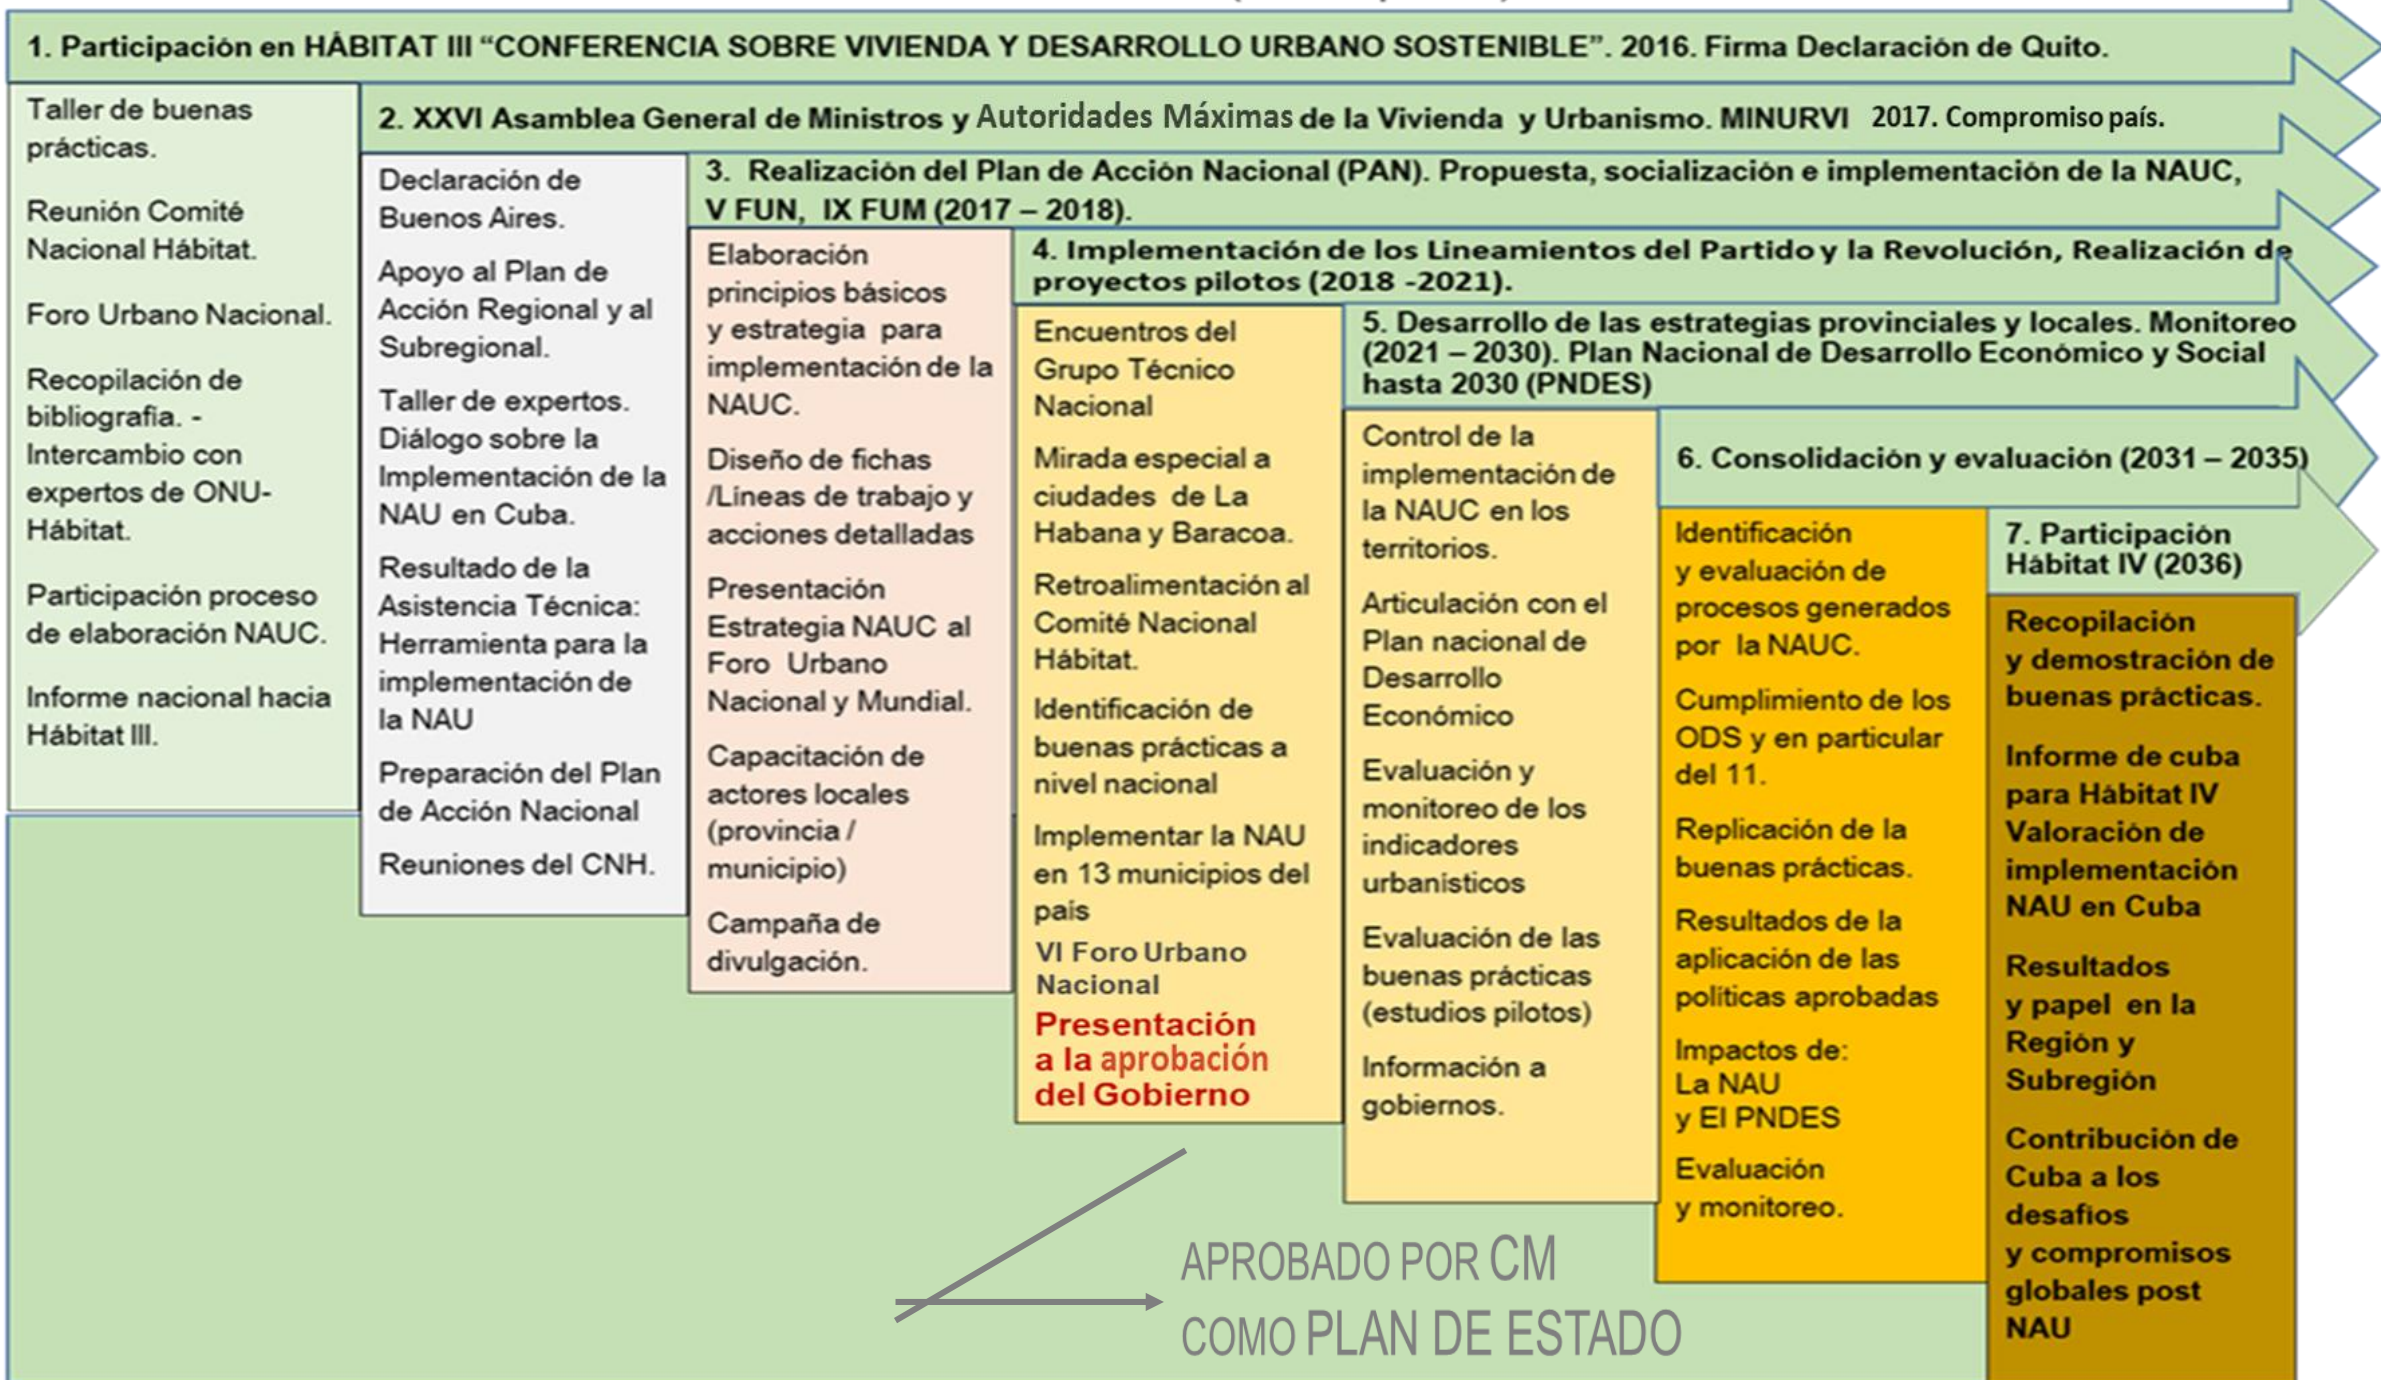 1. Participación en HÁBITAT III “CONFERENCIA SOBRE VIVIENDA Y DESARROLLO URBANO SOSTENIBLE”. 2016. Firma Declaración de Quito.
Taller de buenas
prácticas.
Reunión Comité
Nacional Hábitat.
Foro Urbano Nacional.
Recopilación de
bibliografía. -
Intercambio con
expertos de ONU-
Hábitat.
Participación proceso
de elaboración NAUC.
Informe nacional hacia
Hábitat III.
2. XXVI Asamblea General de Ministros y Autoridades Máximas de la Vivienda y Urbanismo. MINURVI 2017. Compromiso país.
Declaración de
Buenos Aires.
Apoyo al Plan de
Acción Regional y al
Subregional.
Taller de expertos.
Diálogo sobre la
Implementación de la
NAU en Cuba.
Resultado de la
Asistencia Técnica:
Herramienta para la
implementación de
la NAU
Preparación del Plan
de Acción Nacional
Reuniones del CNH.
3. Realización del Plan de Acción Nacional (PAN). Propuesta, socialización e implementación de la NAUC,
V FUN, IX FUM (2017 – 2018).
Elaboración
principios básicos
y estrategia para
implementación de la
NAUC.
Diseño de fichas
/Líneas de trabajo y
acciones detalladas
Presentación
Estrategia NAUC al
Foro Urbano
Nacional y Mundial.
Capacitación de
actores locales
(provincia /
municipio)
Campaña de
divulgación.
4. Implementación de los Lineamientos del Partido y la Revolución, Realización de
proyectos pilotos (2018 -2021).
Encuentros del
Grupo Técnico
Nacional
Mirada especial a
ciudades de La
Habana y Baracoa.
Retroalimentación al
Comité Nacional
Hábitat.
Identificación de
buenas prácticas a
nivel nacional
Implementar la NAU
en 13 municipios del
país
VI Foro Urbano
Nacional
Presentación
a la aprobación
del Gobierno
5. Desarrollo de las estrategias provinciales y locales. Monitoreo
(2021 – 2030). Plan Nacional de Desarrollo Económico y Social
hasta 2030 (PNDES)
Control de la
implementación de
la NAUC en los
territorios.
Articulación con el
Plan nacional de
Desarrollo
Económico
Evaluación y
monitoreo de los
indicadores
urbanísticos
Evaluación de las
buenas prácticas
(estudios pilotos)
Información a
gobiernos.
6. Consolidación y evaluación (2031 – 2035)
Identificación
y evaluación de
procesos generados
por la NAUC.
Cumplimiento de los
ODS y en particular
del 11.
Replicación de la
buenas prácticas.
Resultados de la
aplicación de las
políticas aprobadas
Impactos de:
La NAU
y El PNDES
Evaluación
y monitoreo.
7. Participación
Hábitat IV (2036)
Recopilación
y demostración de
buenas prácticas.
Informe de cuba
para Hábitat IV
Valoración de
implementación
NAU en Cuba
Resultados
y papel en la
Región y
Subregión
Contribución de
Cuba a los
desafíos
y compromisos
globales post
NAU
APROBADO POR CM
COMO PLAN DE ESTADO